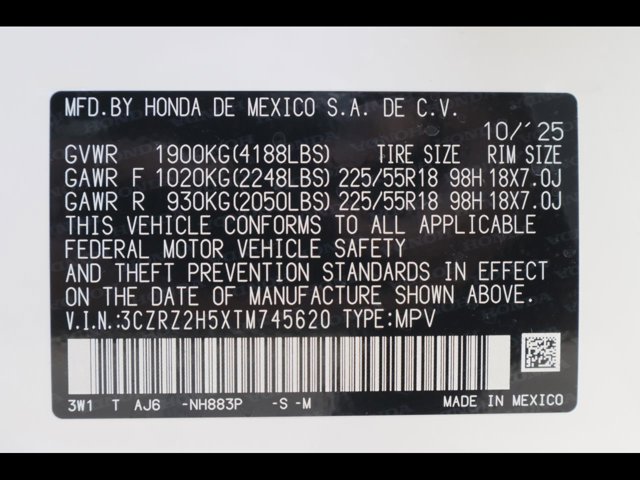 MFD.BY HONDA DE MEXICO S.A. DE C.V.
10/'25
GVWR 1900KG(4188LBS) TIRE SIZE RIM SIZE
GAWR F 1020KG(2248LBS) 225/55R18 98H 18X7.0J
GAWR R 930KG(2050LBS) 225/55R18 98H 18X7.0J
THIS VEHICLE CONFORMS TO ALL APPLICABLE
FEDERAL MOTOR VEHICLE SAFETY
AND THEFT PREVENTION STANDARDS IN EFFECT
ON THE DATE OF MANUFACTURE SHOWN ABOVE.
V.I.N.:3CZRZ2H5XTM745620 TYPE:MPV
3W1 T AJ6 -NH883P -S -M MADE IN MEXICO